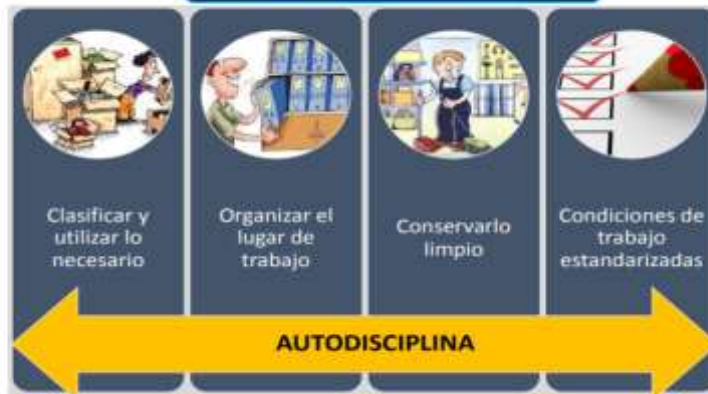 Clasificar y
utilizar lo
necesario
Organizar el
lugar de
trabajo
Conservarlo
limpio
Condiciones de
trabajo
estandarizadas
AUTODISCIPLINA